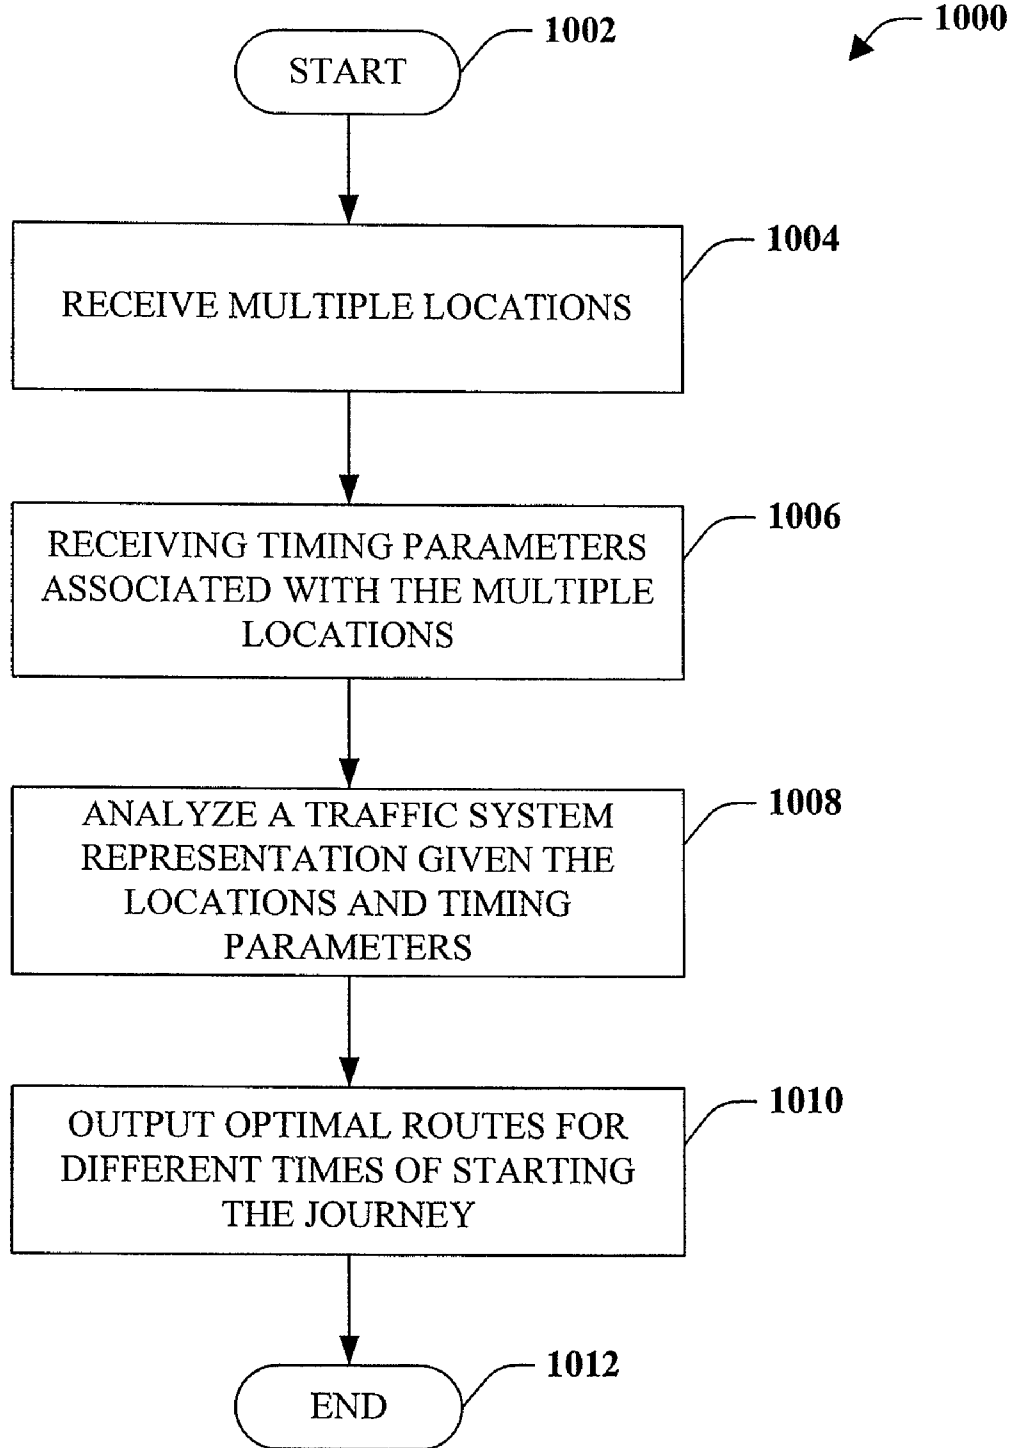 1000
1002
START
1004
RECEIVE MULTIPLE LOCATIONS
1006
RECEIVING TIMING PARAMETERS
ASSOCIATED WITH THE MULTIPLE
LOCATIONS
1008
ANALYZE A TRAFFIC SYSTEM
REPRESENTATION GIVEN THE
LOCATIONS AND TIMING
PARAMETERS
1010
OUTPUT OPTIMAL ROUTES FOR
DIFFERENT TIMES OF STARTING
THE JOURNEY
1012
END